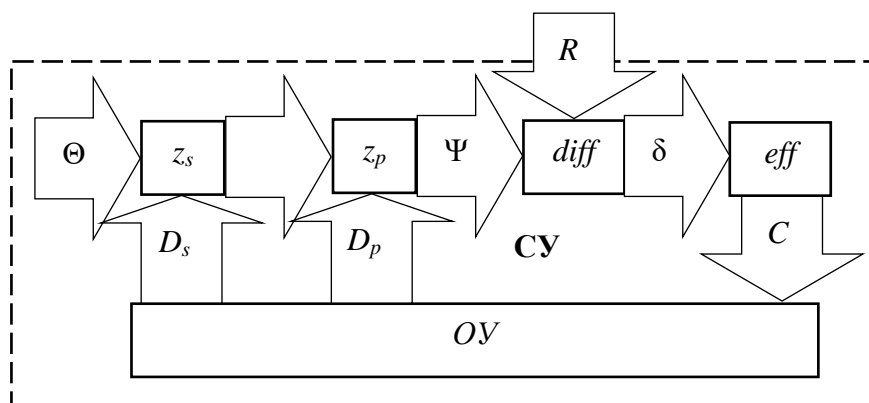 R
Θ
z_s
z_p
Ψ
diff
δ
eff
D_s
D_p
СУ
C
ОУ